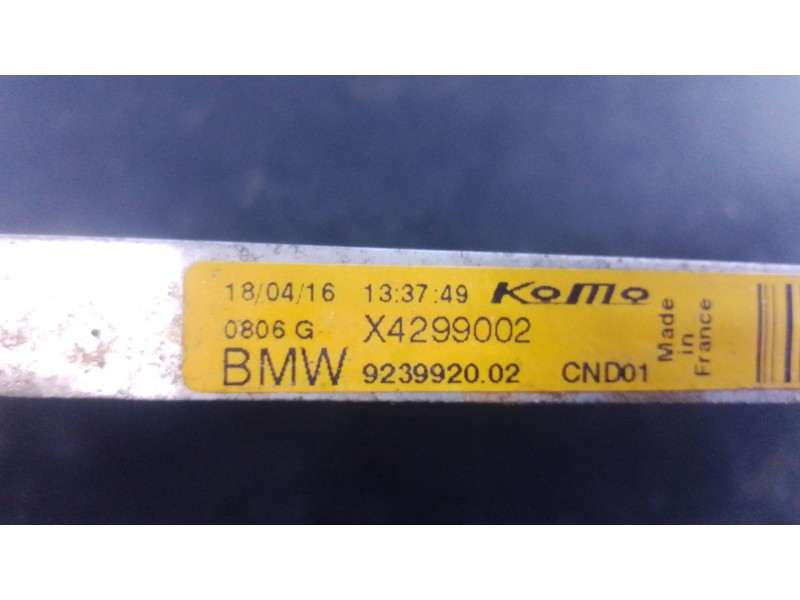 18/04/16 13:37:49 KoMo
0806 G X4299002
BMW 9239920.02 CND01
Made
in
France